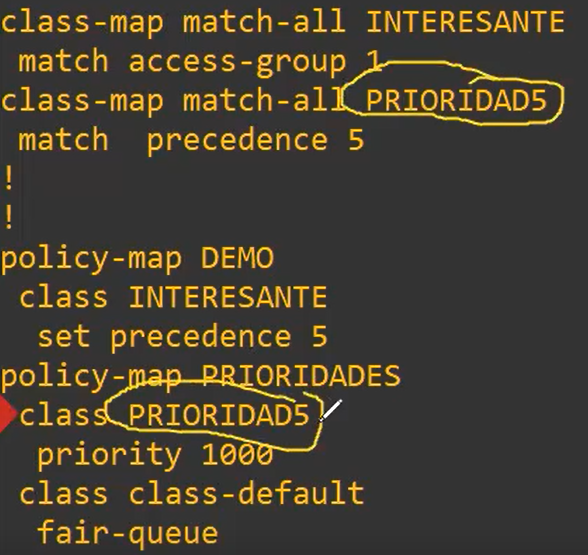 class-map match-all INTERESANTE
match access-group 1
class-map match-all PRIORIDAD5
match  precedence 5
!
!
policy-map DEMO
class INTERESANTE
set precedence 5
policy-map PRIORIDADES
class PRIORIDAD5
priority 1000
class class-default
fair-queue